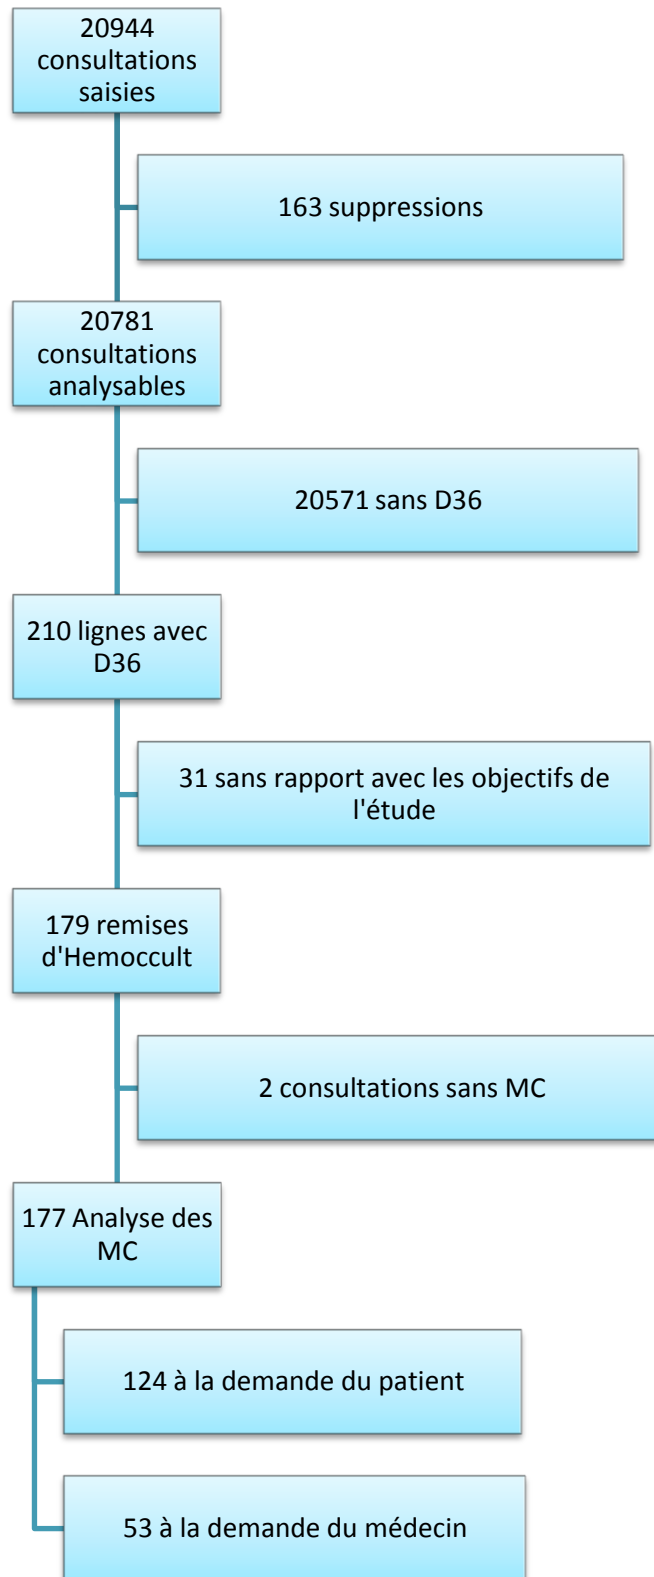 20944
consultations
saisies
163 suppressions
20781
consultations
analysables
20571 sans D36
210 lignes avec
D36
31 sans rapport avec les objectifs de
l'étude
179 remises
d'Hemoccult
2 consultations sans MC
177 Analyse des
MC
124 à la demande du patient
53 à la demande du médecin